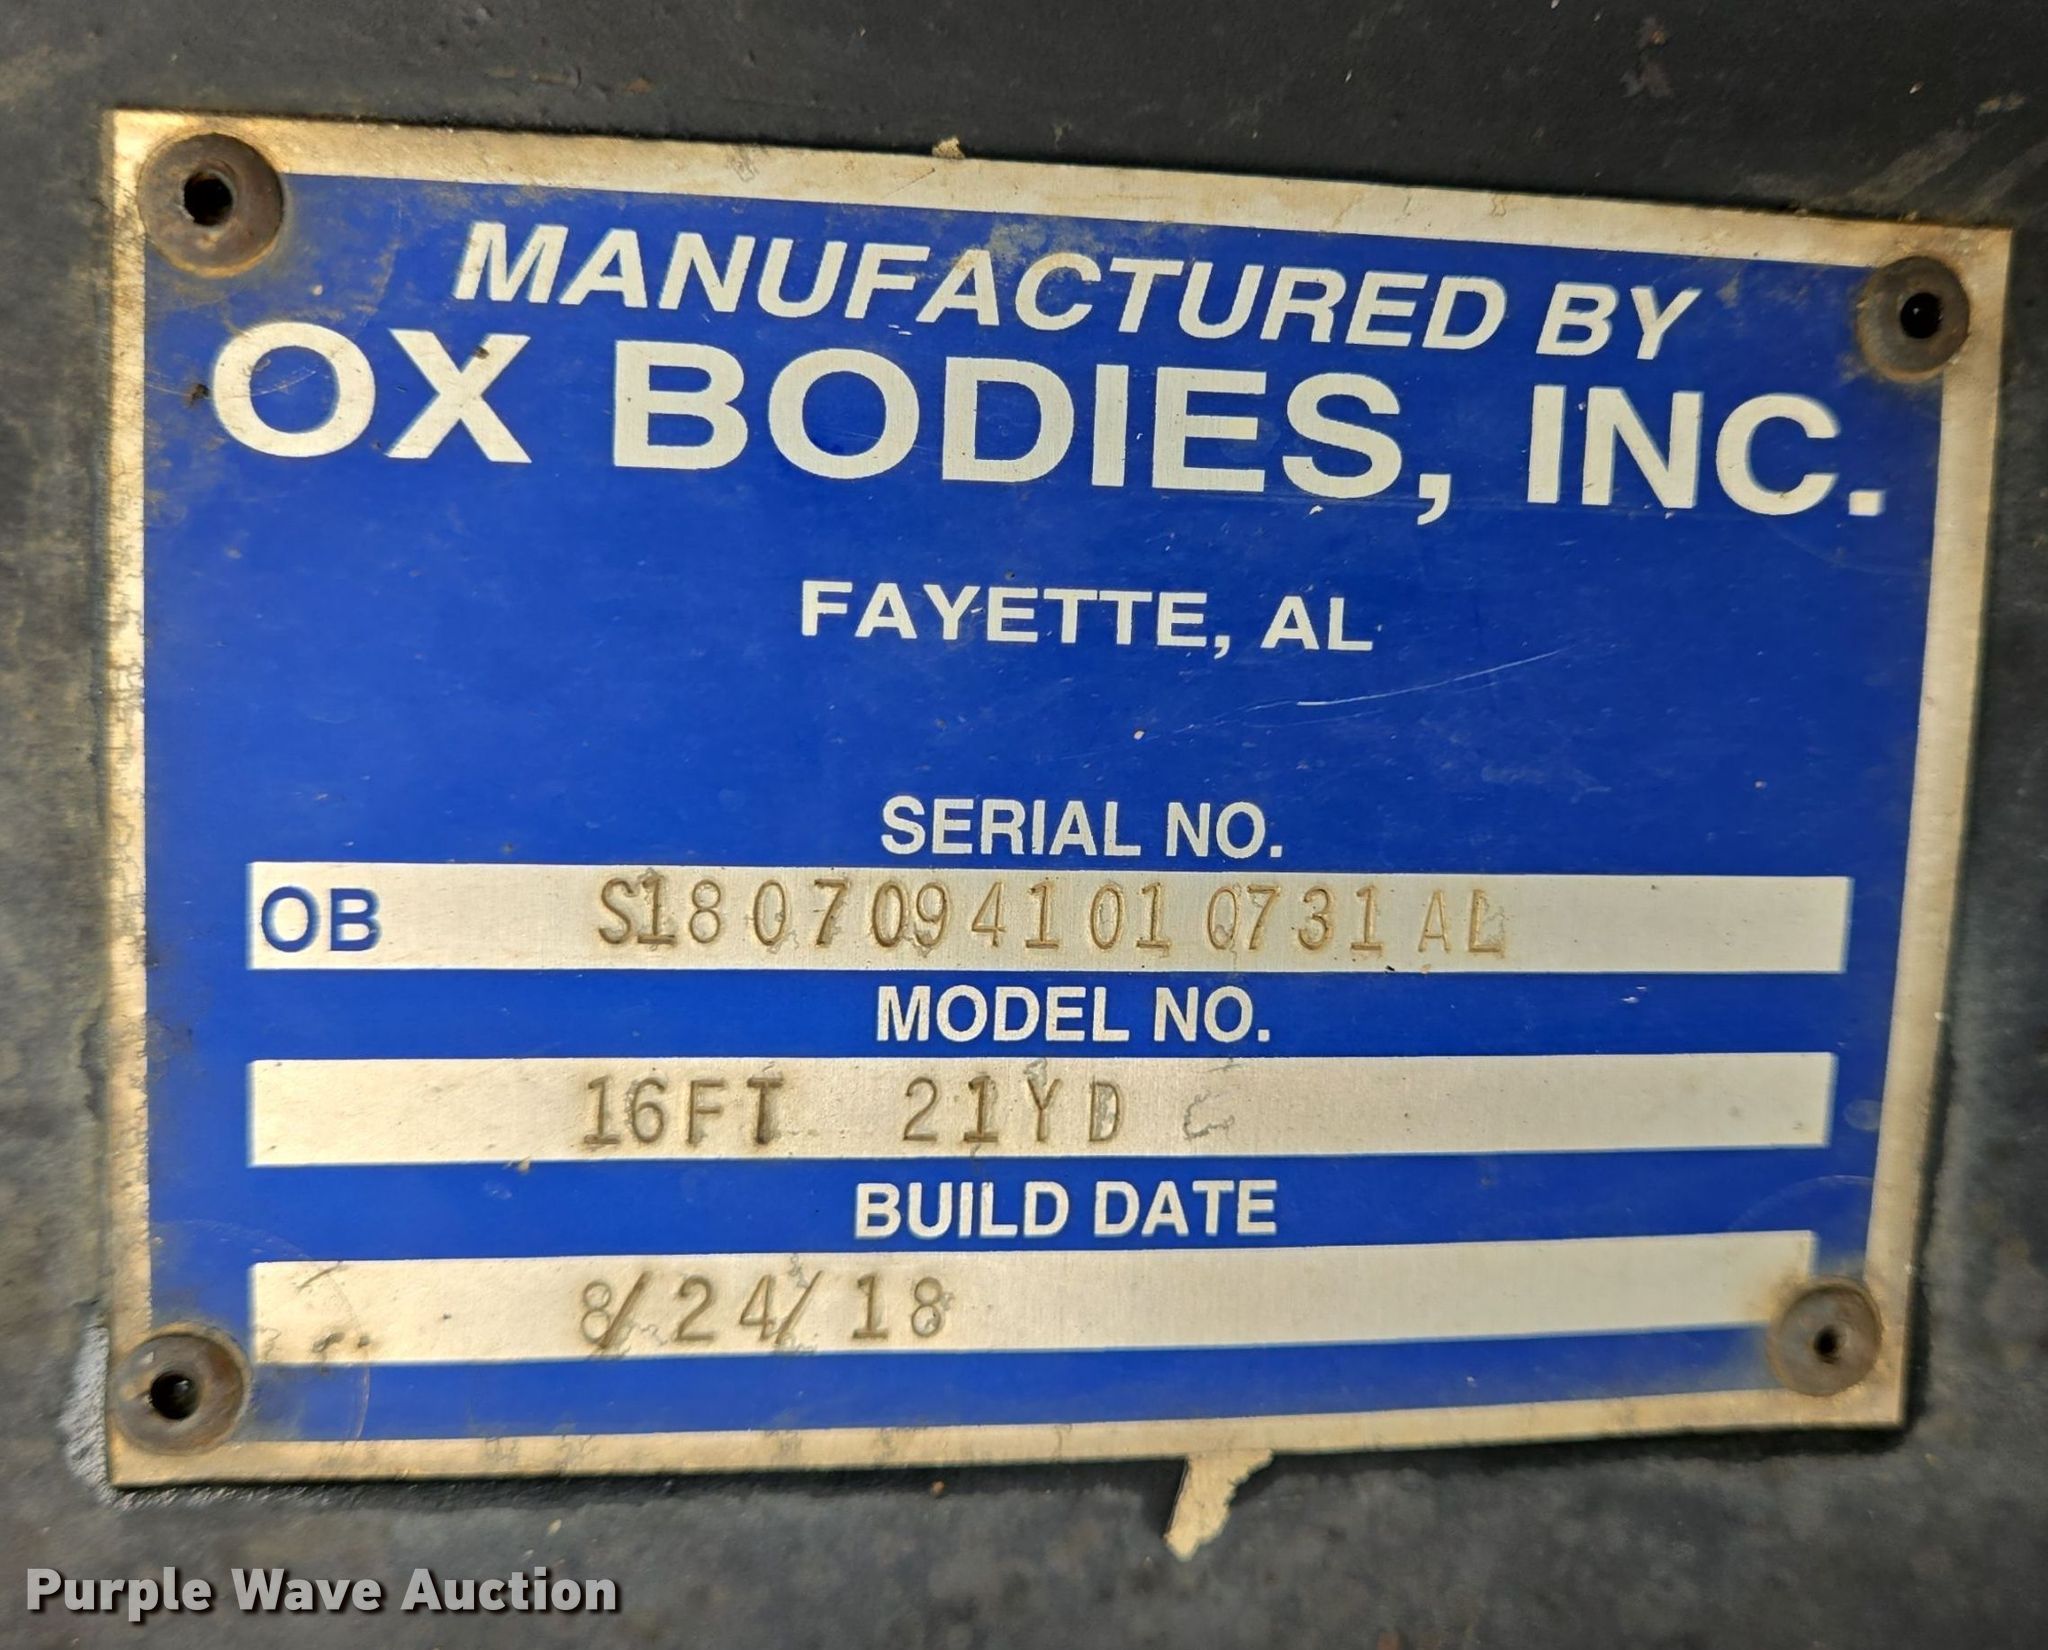 MANUFACTURED BY
OX BODIES, INC.
FAYETTE, AL
SERIAL NO.
OB S18070941010731AL
MODEL NO.
16FT 21YD
BUILD DATE
8/24/18
Purple Wave Auction